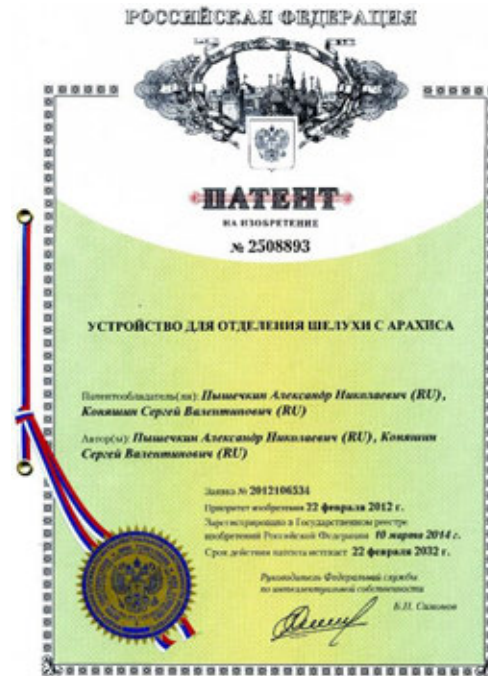 РОССИЙСКАЯ ФЕДЕРАЦИЯ
ПАТЕНТ
НА ИЗОБРЕТЕНИЕ
№ 2508893
УСТРОЙСТВО ДЛЯ ОТДЕЛЕНИЯ ШЕЛУХИ С АРАХИСА
Патентообладатель(ли): Пышечкин Александр Николаевич (RU),
Коняшин Сергей Валентинович (RU)
Автор(ы): Пышечкин Александр Николаевич (RU), Коняшин
Сергей Валентинович (RU)
Заявка № 2012106534
Приоритет изобретения 22 февраля 2012 г.
Зарегистрировано в Государственном реестре
изобретений Российской Федерации 10 марта 2014 г.
Срок действия патента истекает 22 февраля 2032 г.
Руководитель Федеральной службы
по интеллектуальной собственности
Б.П. Симонов